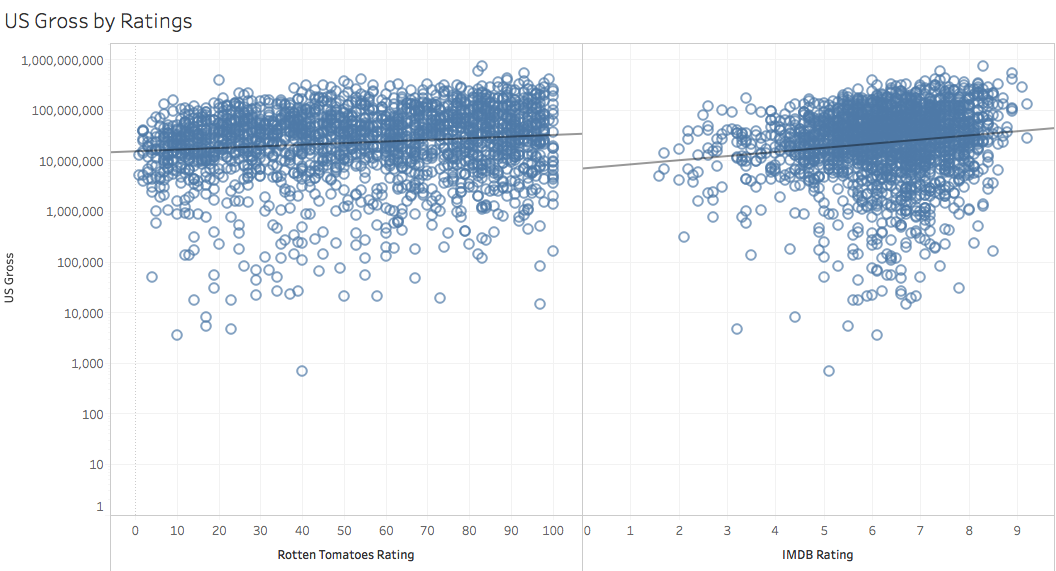 US Gross by Ratings
US Gross
1,000,000,000
100,000,000
10,000,000
1,000,000
100,000
10,000
1,000
100
10
1
0 10 20 30 40 50 60 70 80 90 100
Rotten Tomatoes Rating
0 1 2 3 4 5 6 7 8 9
IMDB Rating